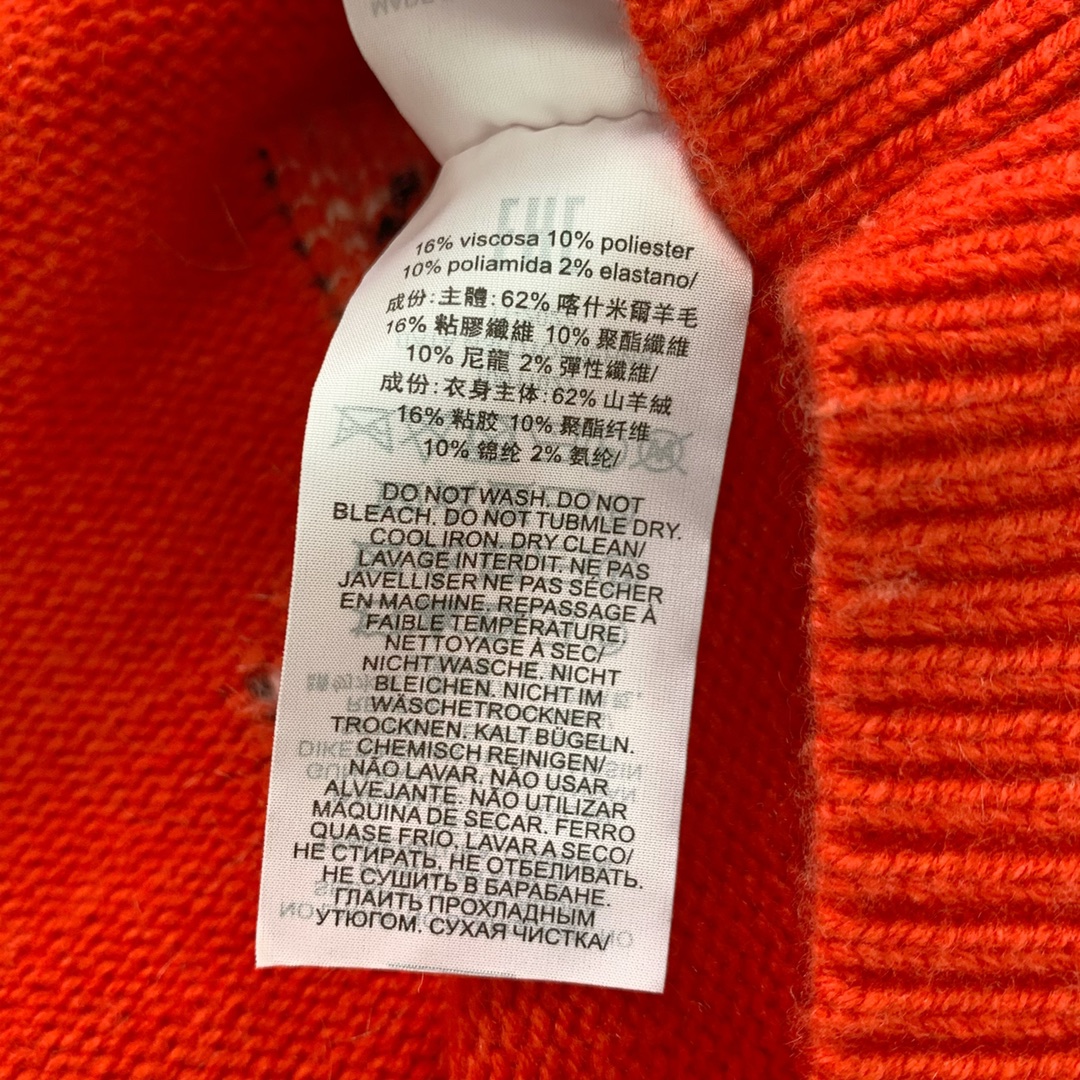 16% viscosa 10% poliester
10% poliamida 2% elastano/
成份:主體:62% 喀什米爾羊毛
16% 粘膠纖維 10% 聚酯纖維
10% 尼龍 2% 彈性纖維/
成份:衣身主体:62% 山羊絨
16% 粘胶 10% 聚酯纤维
10% 锦纶 2% 氨纶/
DO NOT WASH. DO NOT
BLEACH. DO NOT TUBMLE DRY.
COOL IRON. DRY CLEAN/
LAVAGE INTERDIT. NE PAS
JAVELLISER NE PAS SÉCHER
EN MACHINE. REPASSAGE À
FAIBLE TEMPÉRATURE
NETTOYAGE À SEC/
NICHT WASCHE. NICHT
BLEICHEN. NICHT IM
WÄSCHETROCKNER
TROCKNEN. KALT BÜGELN.
CHEMISCH REINIGEN/
NÃO LAVAR. NÃO USAR
ALVEJANTE. NÃO UTILIZAR
MÁQUINA DE SECAR. FERRO
QUASE FRIO. LAVAR A SECO/
НЕ СТИРАТЬ. НЕ ОТБЕЛИВАТЬ.
НЕ СУШИТЬ В БАРАБАНЕ.
ГЛАИТЬ ПРОХЛАДНЫМ
УТЮГОМ. СУХАЯ ЧИСТКА/